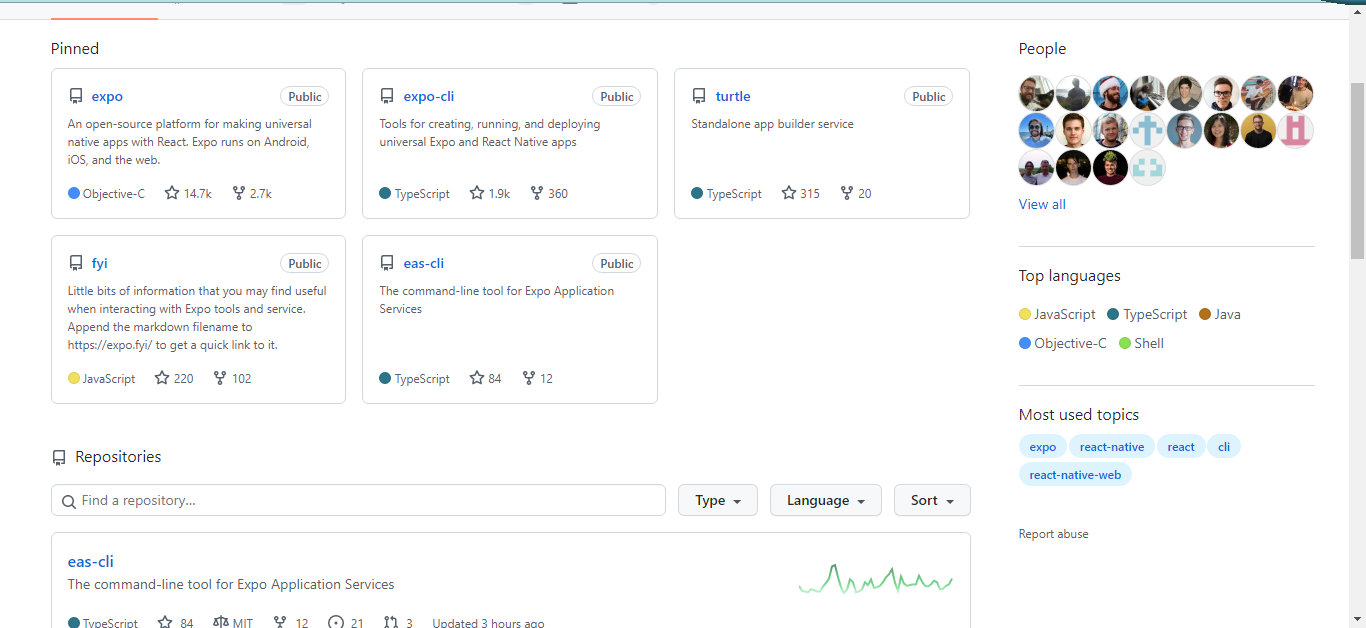 Pinned
expo Public
An open-source platform for making universal
native apps with React. Expo runs on Android,
iOS, and the web.
Objective-C 14.7k 2.7k
expo-cli Public
Tools for creating, running, and deploying
universal Expo and React Native apps
TypeScript 1.9k 360
turtle Public
Standalone app builder service
TypeScript 315 20
fyi Public
Little bits of information that you may find useful
when interacting with Expo tools and service.
Append the markdown filename to
https://expo.fyi/ to get a quick link to it.
JavaScript 220 102
eas-cli Public
The command-line tool for Expo Application
Services
TypeScript 84 12
Repositories
Find a repository...
Type
Language
Sort
eas-cli
The command-line tool for Expo Application Services
TypeScript 84 MIT 12 21 3 Updated 3 hours ago
People
View all
Top languages
JavaScript TypeScript Java
Objective-C Shell
Most used topics
expo react-native react cli
react-native-web
Report abuse